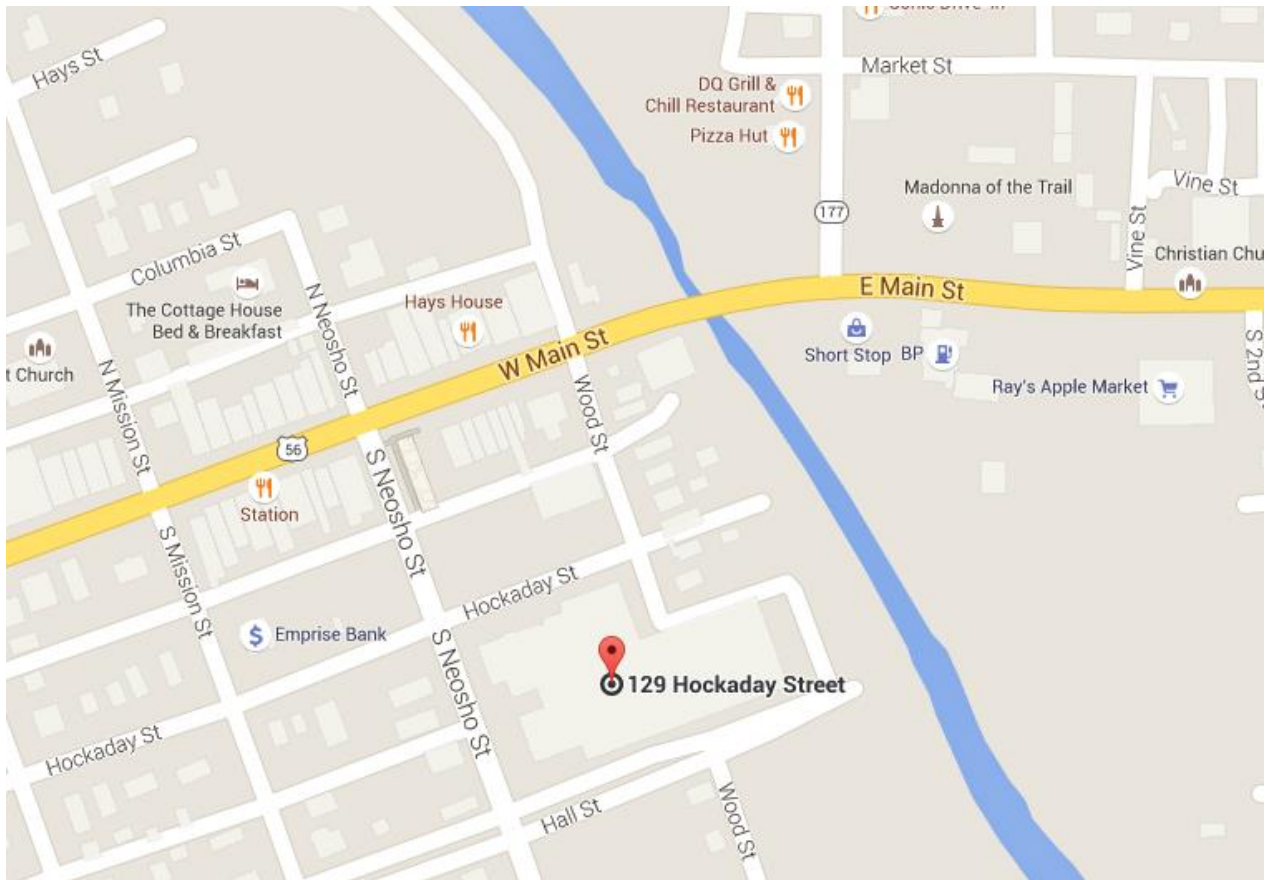 Hays St
Market St
DQ Grill &
Chill Restaurant
Pizza Hut
177
Madonna of the Trail
Vine St
Vine St
Columbia St
The Cottage House
Bed & Breakfast
N Neosho St
Hays House
W Main St
E Main St
Christian
Short Stop
BP
Ray's Apple Market
S 2nd
Church
N Mission St
56
Station
Wood St
S Neosho St
S Mission St
Hockaday St
Emprise Bank
S Neosho St
129 Hockaday Street
Hockaday St
Hall St
Wood St